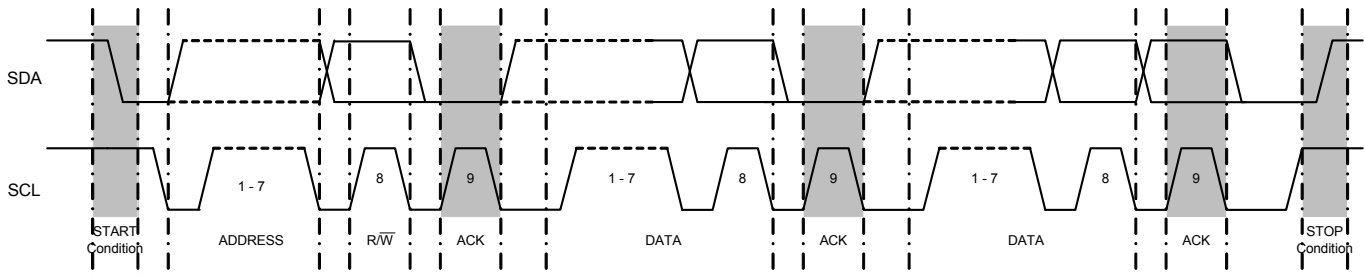 SDA
SCL
1 - 7
8
9
1 - 7
8
9
1 - 7
8
9
START
Condition
ADDRESS
R/W̅
ACK
DATA
ACK
DATA
ACK
STOP
Condition